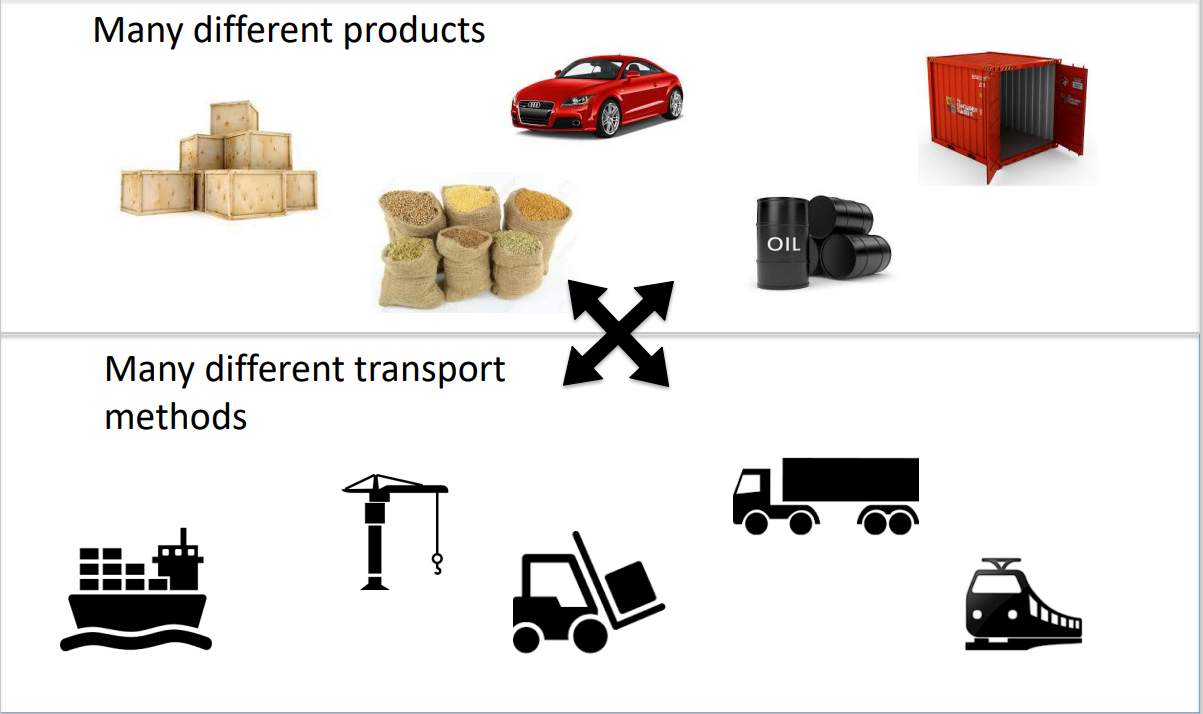 Many different products
OIL
Many different transport
methods